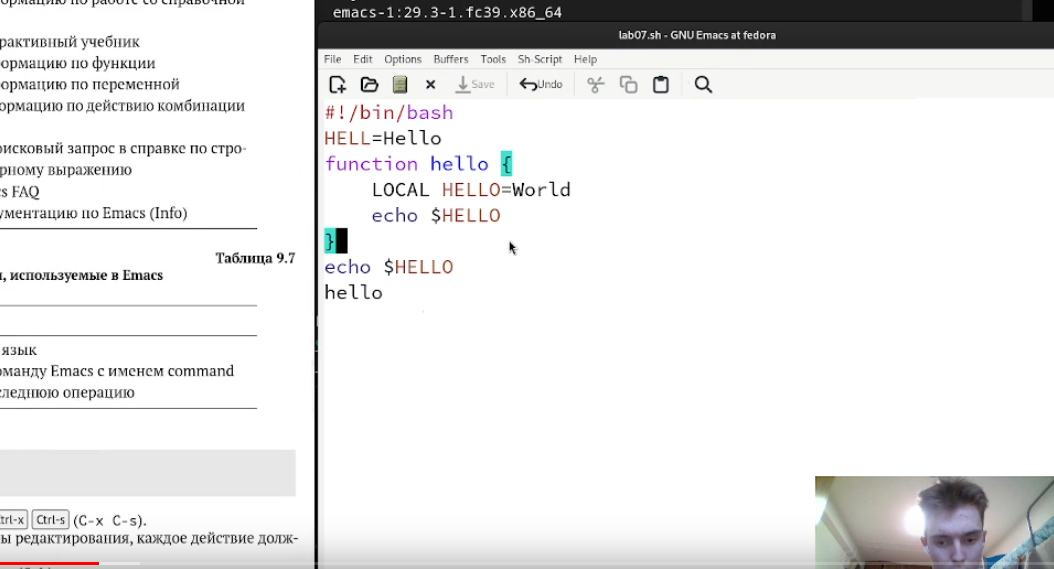 ормацию по работе со справочной
рактивный учебник
ормацию по функции
ормацию по переменной
ормацию по действию комбинации
исковый запрос в справке по стро-
рному выражению
cs FAQ
ументацию по Emacs (Info)
Таблица 9.7
, используемые в Emacs
язык
оманду Emacs с именем command
следнюю операцию
trl-x Ctrl-s (C-x C-s).
ы редактирования, каждое действие долж-
emacs-1:29.3-1.fc39.x86_64
lab07.sh - GNU Emacs at fedora
File Edit Options Buffers Tools Sh-Script Help
Save Undo
#!/bin/bash
HELL=Hello
function hello {
LOCAL HELLO=World
echo $HELLO
}
echo $HELLO
hello